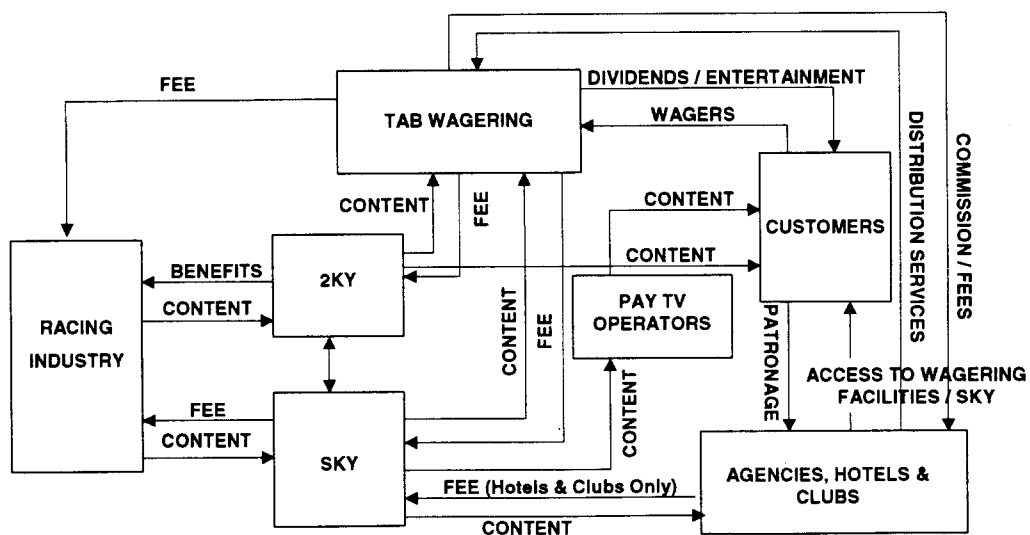 FEE
DIVIDENDS / ENTERTAINMENT
TAB WAGERING
WAGERS
DISTRIBUTION SERVICES
COMMISSION / FEES
CONTENT
FEE
CONTENT
CUSTOMERS
BENEFITS
2KY
CONTENT
CONTENT
RACING
INDUSTRY
CONTENT
FEE
PAY TV
OPERATORS
PATRONAGE
ACCESS TO WAGERING
FACILITIES / SKY
FEE
CONTENT
SKY
CONTENT
AGENCIES, HOTELS &
CLUBS
FEE (Hotels & Clubs Only)
CONTENT